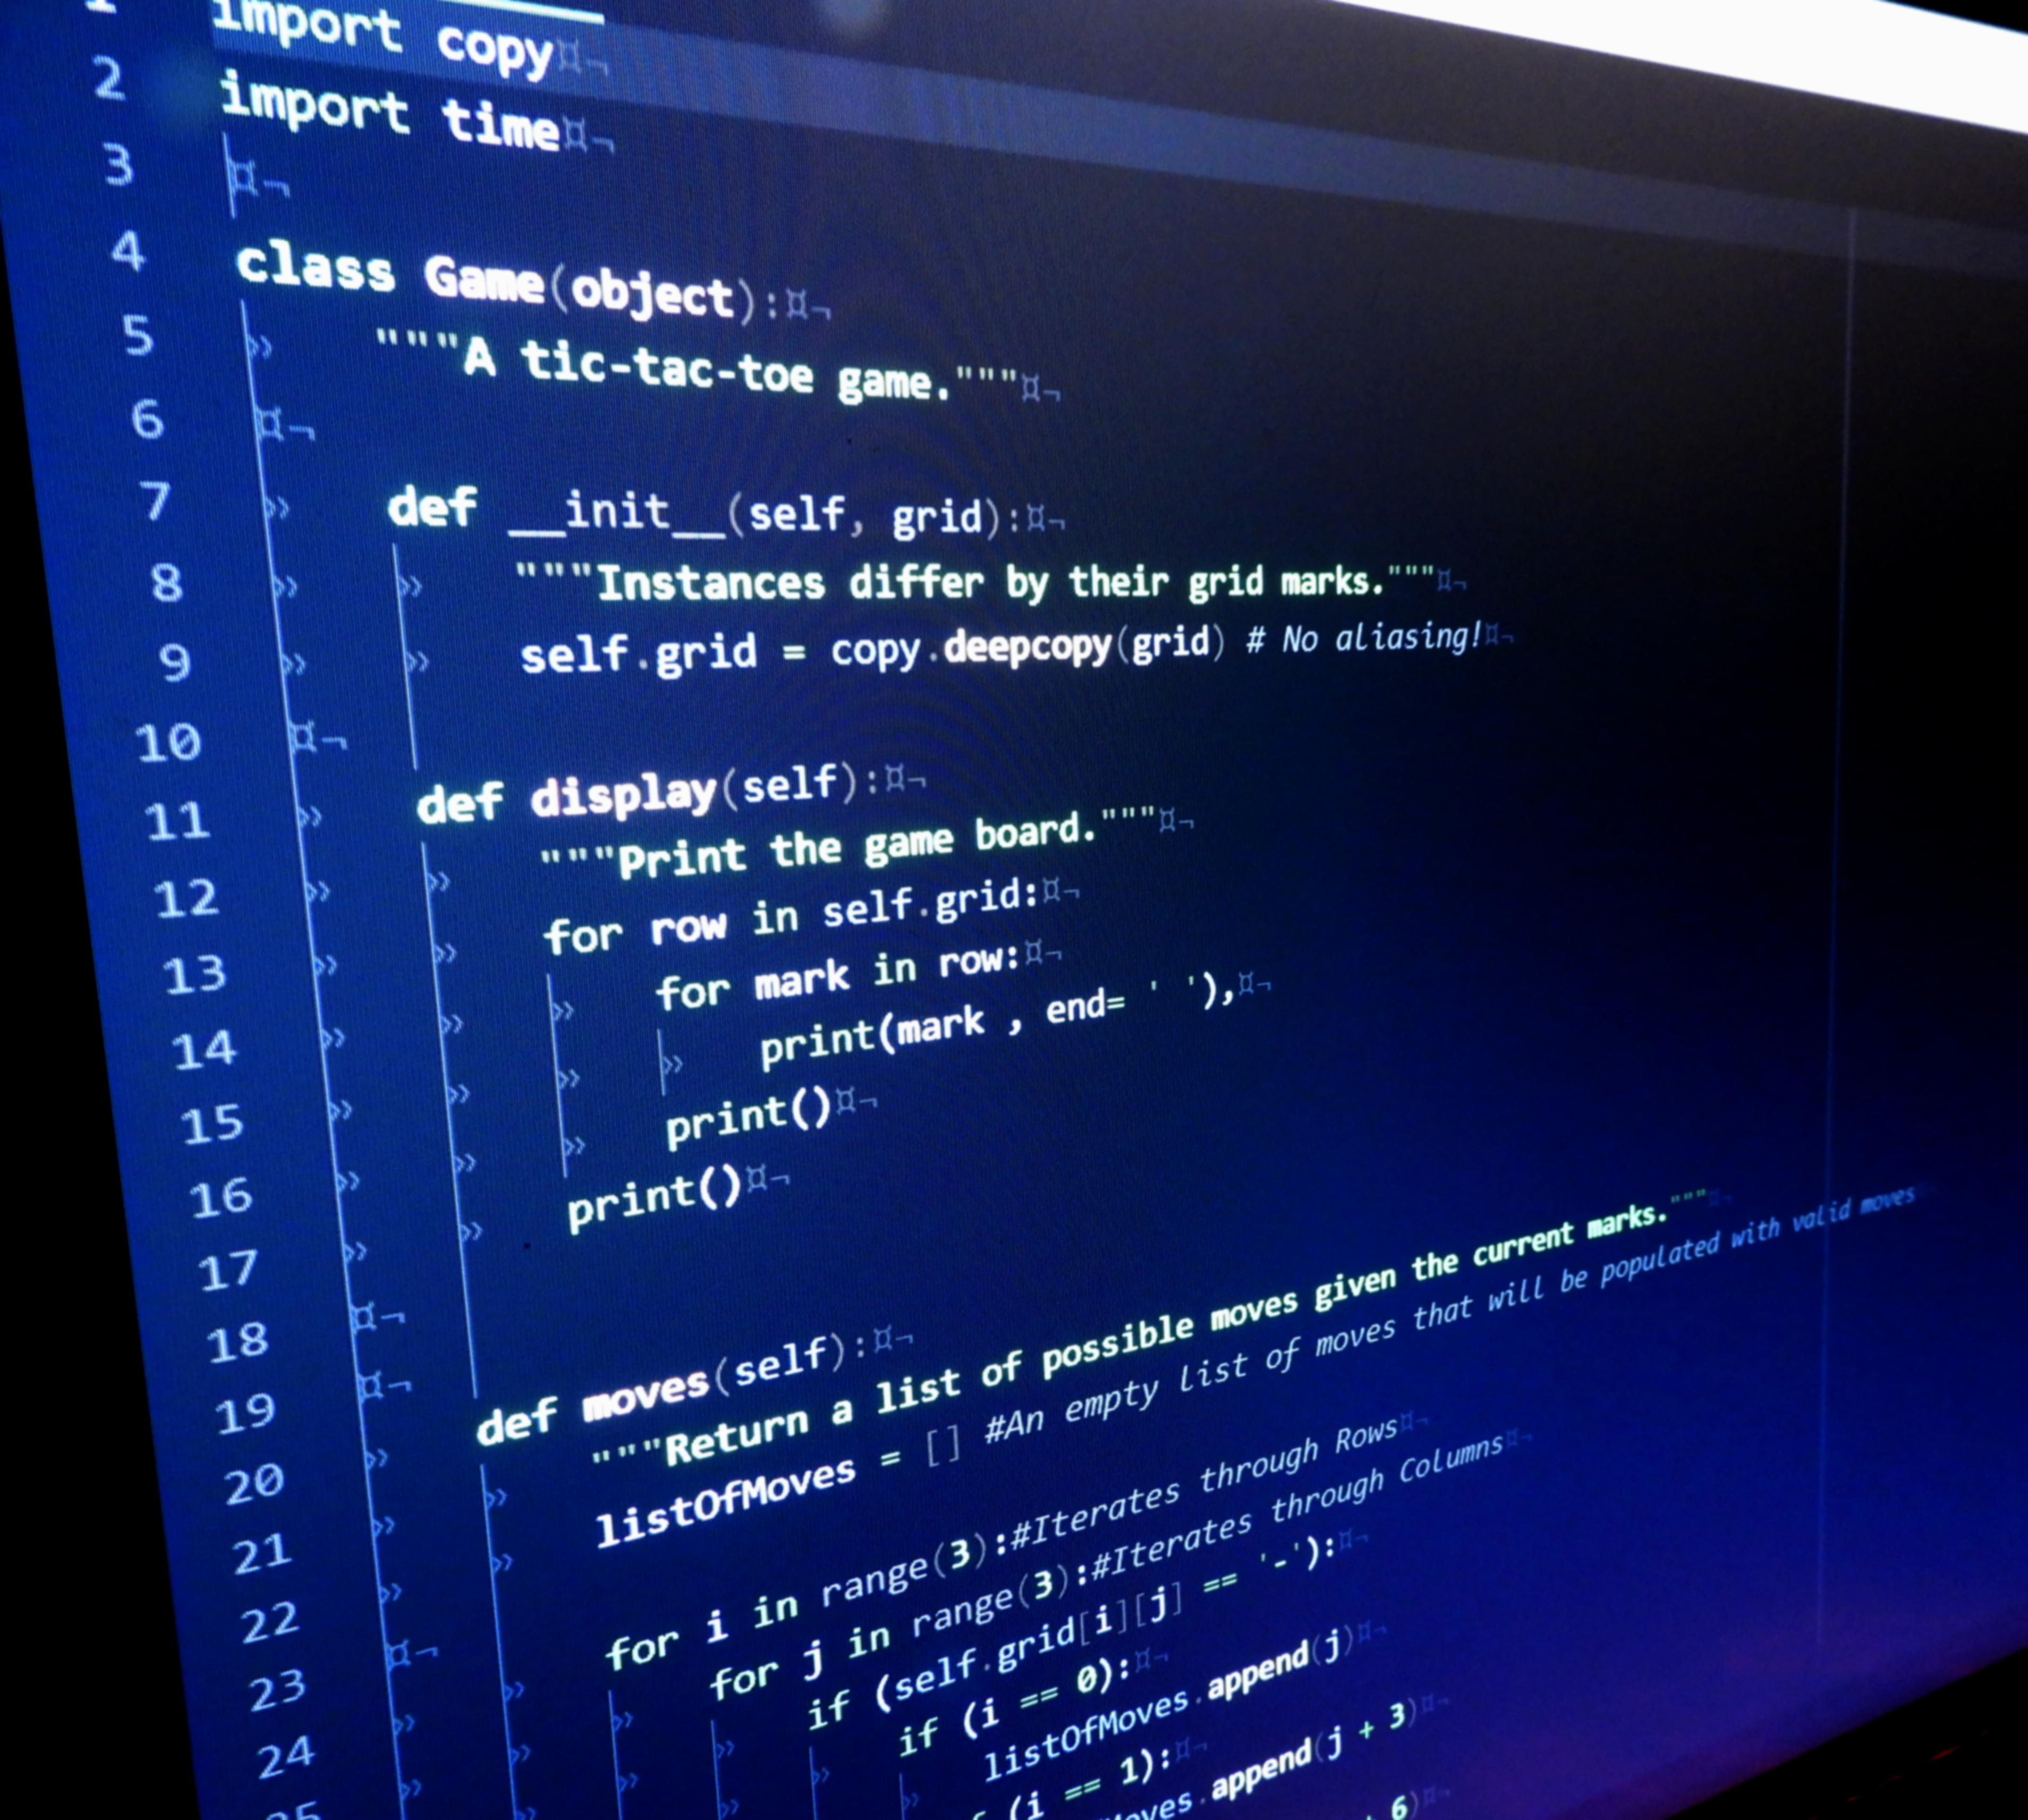 1 import copy
2 import time
3
4 class Game(object):
5 """A tic-tac-toe game."""
6
7 def __init__(self, grid):
8 """Instances differ by their grid marks."""
9 self.grid = copy.deepcopy(grid) # No aliasing!
10
11 def display(self):
12 """Print the game board."""
13 for row in self.grid:
14 for mark in row:
15 print(mark , end= ' '),
16 print()
17 print()
18
19
20 def moves(self):
21 """Return a list of possible moves given the current marks."""
22 listOfMoves = [] #An empty list of moves that will be populated with valid moves
23
24 for i in range(3):#Iterates through Rows
25 for j in range(3):#Iterates through Columns
if (self.grid[i][j] == '-'):
if (i == 0):
listOfMoves.append(j)
(i == 1):
.append(j + 3)
6)